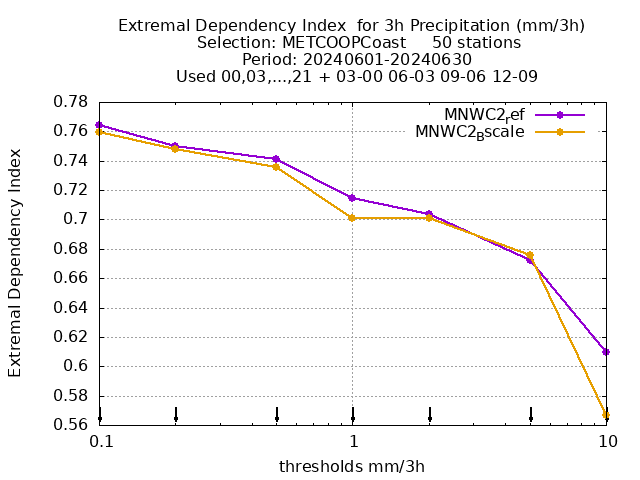 Extremal Dependency Index  for 3h Precipitation (mm/3h)
Selection: METCOOPCoast     50 stations
Period: 20240601-20240630
Used 00,03,...,21 + 03-00 06-03 09-06 12-09
MNWC2ref
MNWC2Bscale
0.78
0.76
0.74
0.72
0.7
0.68
0.66
0.64
0.62
0.6
0.58
0.56
Extremal Dependency Index
0.1 1 10
thresholds mm/3h